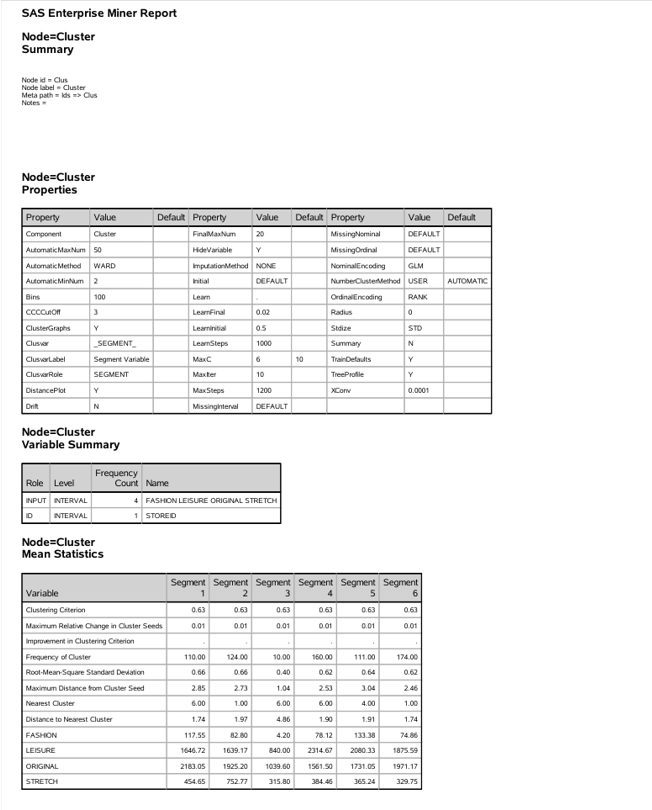 SAS Enterprise Miner Report
Node=Cluster
Summary
Node id = Clus
Node label = Cluster
Meta path = Ids => Clus
Notes =
Node=Cluster
Properties
Property Value Default Property Value Default Property Value Default
Component Cluster FinalMaxNum 20 MissingNominal DEFAULT
AutomaticMaxNum 50 HideVariable Y MissingOrdinal DEFAULT
AutomaticMethod WARD ImputationMethod NONE NominalEncoding GLM
AutomaticMinNum 2 Initial DEFAULT NumberClusterMethod USER AUTOMATIC
Bins 100 Learn . OrdinalEncoding RANK
CCCCutOff 3 LearnFinal 0.02 Radius 0
ClusterGraphs Y LearnInitial 0.5 Stdize STD
Clusvar _SEGMENT_ LearnSteps 1000 Summary N
ClusvarLabel Segment Variable MaxC 6 10 TrainDefaults Y
ClusvarRole SEGMENT MaxIter 10 TreeProfile Y
DistancePlot Y MaxSteps 1200 XConv 0.0001
Drift N MissingInterval DEFAULT
Node=Cluster
Variable Summary
Frequency
Role Level Count Name
INPUT INTERVAL 4 FASHION LEISURE ORIGINAL STRETCH
ID INTERVAL 1 STOREID
Node=Cluster
Mean Statistics
Segment Segment Segment Segment Segment Segment
Variable 1 2 3 4 5 6
Clustering Criterion 0.63 0.63 0.63 0.63 0.63 0.63
Maximum Relative Change in Cluster Seeds 0.01 0.01 0.01 0.01 0.01 0.01
Improvement in Clustering Criterion . . . . . .
Frequency of Cluster 110.00 124.00 10.00 160.00 111.00 174.00
Root-Mean-Square Standard Deviation 0.66 0.66 0.40 0.62 0.64 0.62
Maximum Distance from Cluster Seed 2.85 2.73 1.04 2.53 3.04 2.46
Nearest Cluster 6.00 1.00 6.00 6.00 4.00 1.00
Distance to Nearest Cluster 1.74 1.97 4.86 1.90 1.91 1.74
FASHION 117.55 82.80 4.20 78.12 133.38 74.86
LEISURE 1646.72 1639.17 840.00 2314.67 2080.33 1875.59
ORIGINAL 2183.05 1925.20 1039.60 1561.50 1731.05 1971.17
STRETCH 454.65 752.77 315.80 384.46 365.24 329.75